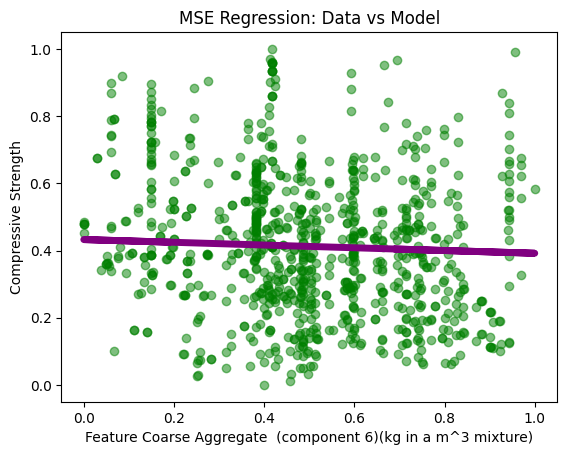 MSE Regression: Data vs Model
1.0
0.8
0.6
0.4
0.2
0.0
Compressive Strength
0.0 0.2 0.4 0.6 0.8 1.0
Feature Coarse Aggregate  (component 6)(kg in a m^3 mixture)